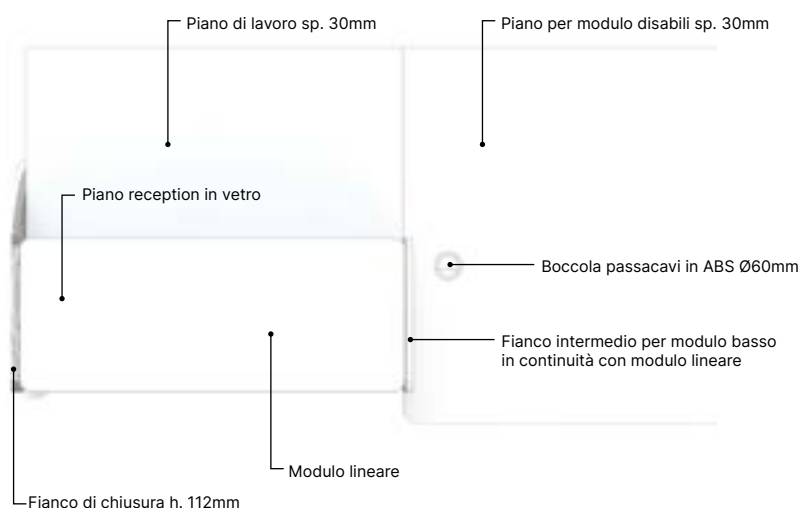 Piano di lavoro sp. 30mm
Piano per modulo disabili sp. 30mm
Piano reception in vetro
Boccola passacavi in ABS Ø60mm
Fianco intermedio per modulo basso
in continuità con modulo lineare
Modulo lineare
Fianco di chiusura h. 112mm